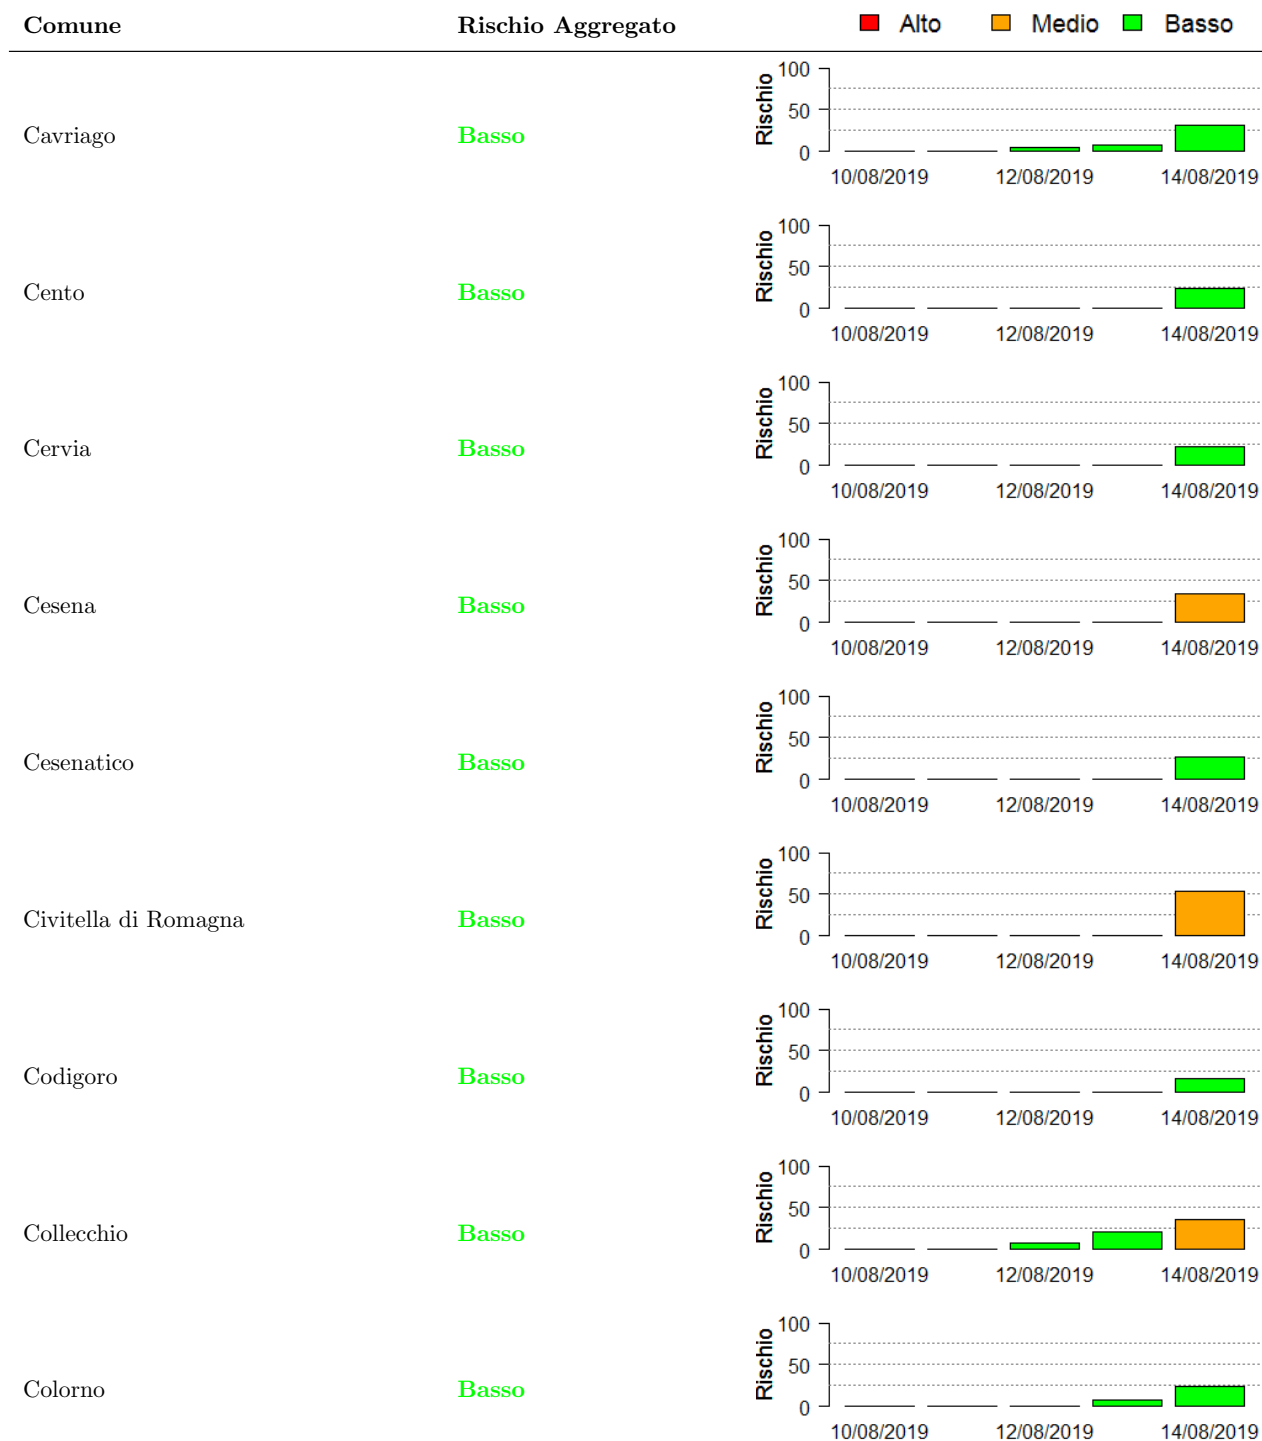 Comune Rischio Aggregato Alto Medio Basso
100
50
0
Rischio
Cavriago Basso
10/08/2019 12/08/2019 14/08/2019
100
50
0
Rischio
Cento Basso
10/08/2019 12/08/2019 14/08/2019
100
50
0
Rischio
Cervia Basso
10/08/2019 12/08/2019 14/08/2019
100
50
0
Rischio
Cesena Basso
10/08/2019 12/08/2019 14/08/2019
100
50
0
Rischio
Cesenatico Basso
10/08/2019 12/08/2019 14/08/2019
100
50
0
Rischio
Civitella di Romagna Basso
10/08/2019 12/08/2019 14/08/2019
100
50
0
Rischio
Codigoro Basso
10/08/2019 12/08/2019 14/08/2019
100
50
0
Rischio
Collecchio Basso
10/08/2019 12/08/2019 14/08/2019
100
50
0
Rischio
Colorno Basso
10/08/2019 12/08/2019 14/08/2019